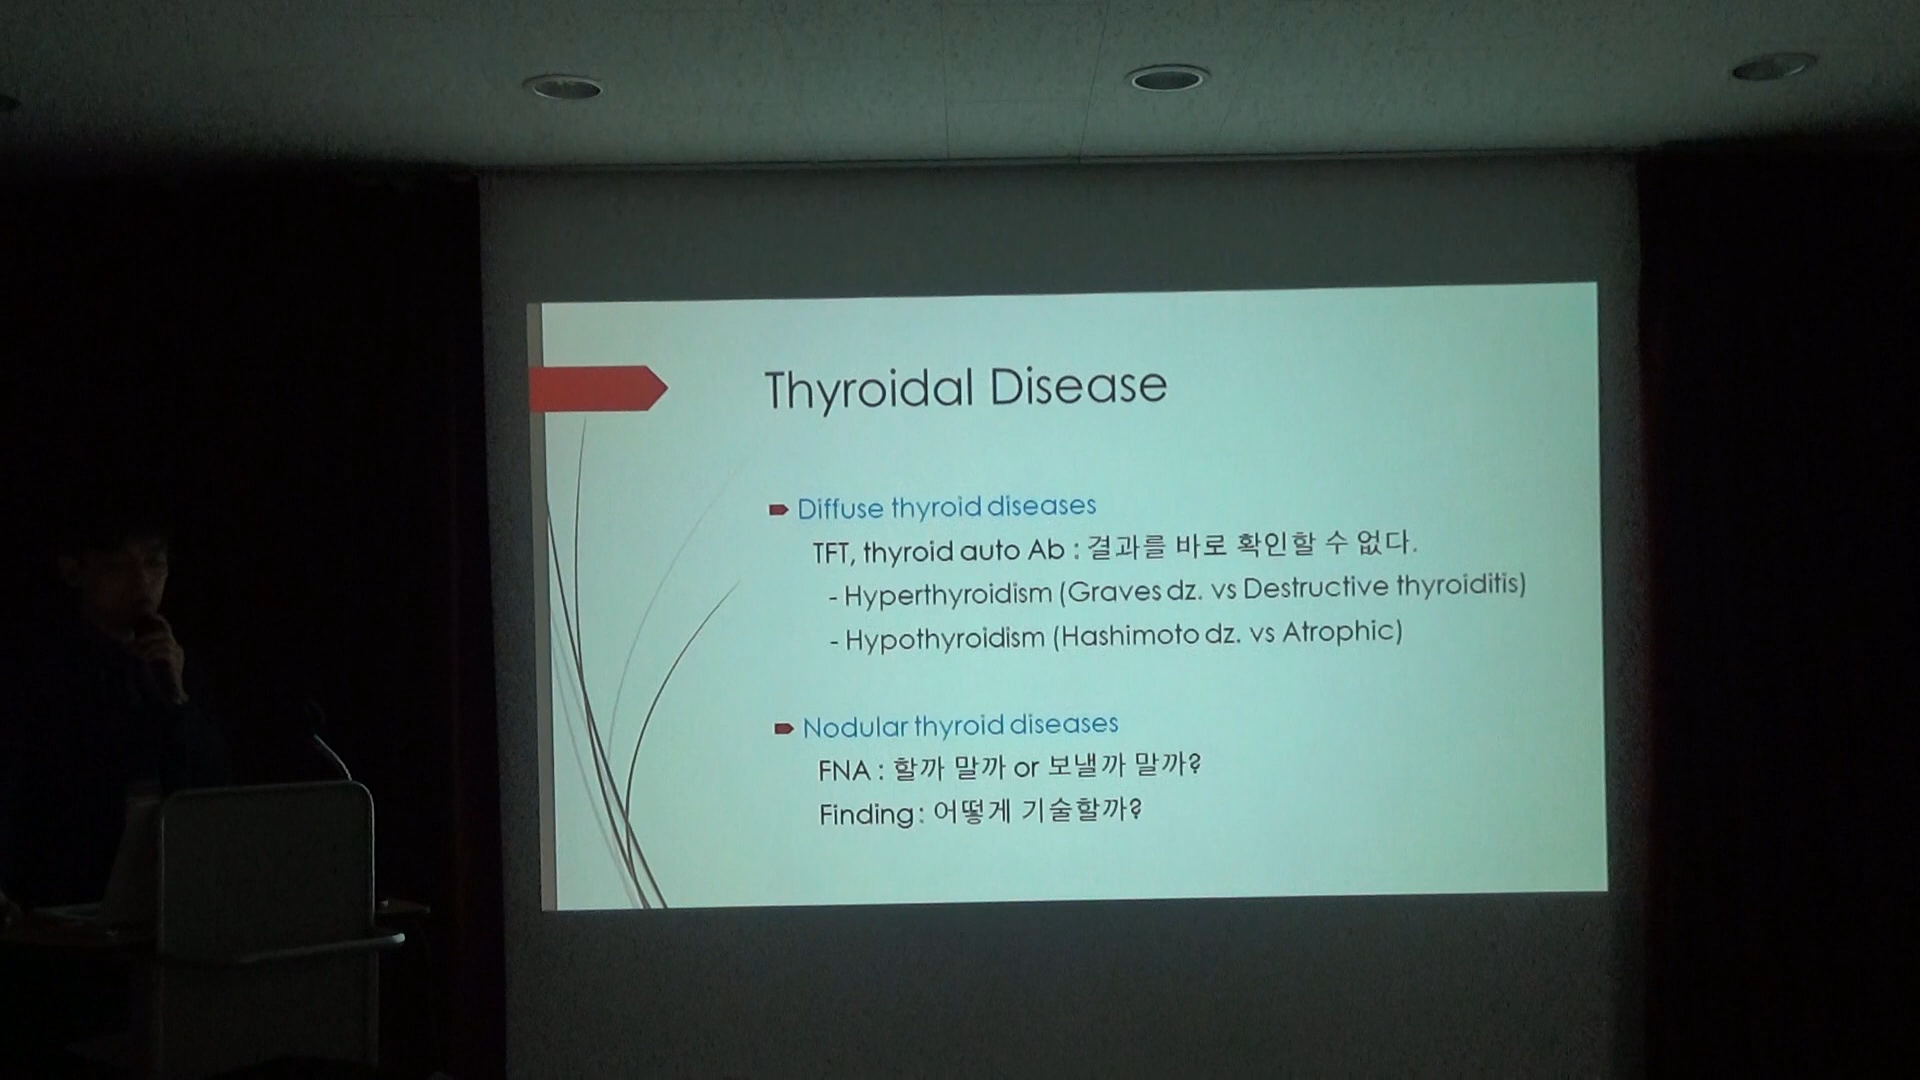 Thyroidal Disease
Diffuse thyroid diseases
TFT, thyroid auto Ab : 결과를 바로 확인할 수 없다.
- Hyperthyroidism (Graves dz. vs Destructive thyroiditis)
- Hypothyroidism (Hashimoto dz. vs Atrophic)
Nodular thyroid diseases
FNA : 할까 말까 or 보낼까 말까?
Finding : 어떻게 기술할까?